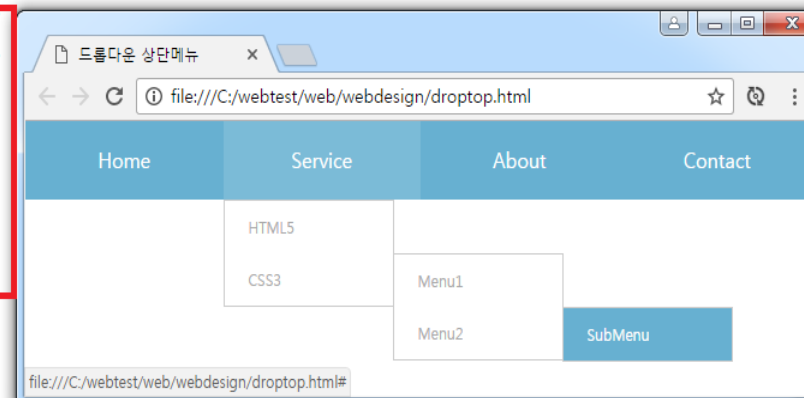 드롭다운 상단메뉴
file:///C:/webtest/web/webdesign/droptop.html
Home Service About Contact
HTML5
CSS3 Menu1
Menu2 SubMenu
file:///C:/webtest/web/webdesign/droptop.html#